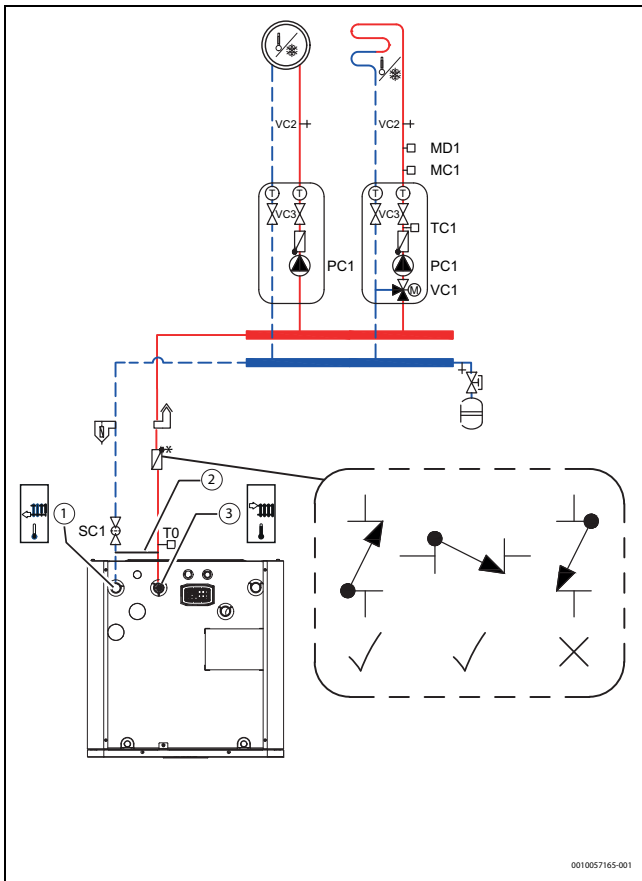 VC2
VC2
MD1
MC1
T T
T T
VC3
VC3
TC1
PC1
PC1
M
VC1
*
2
1
3
SC1
T0
0010057165-001